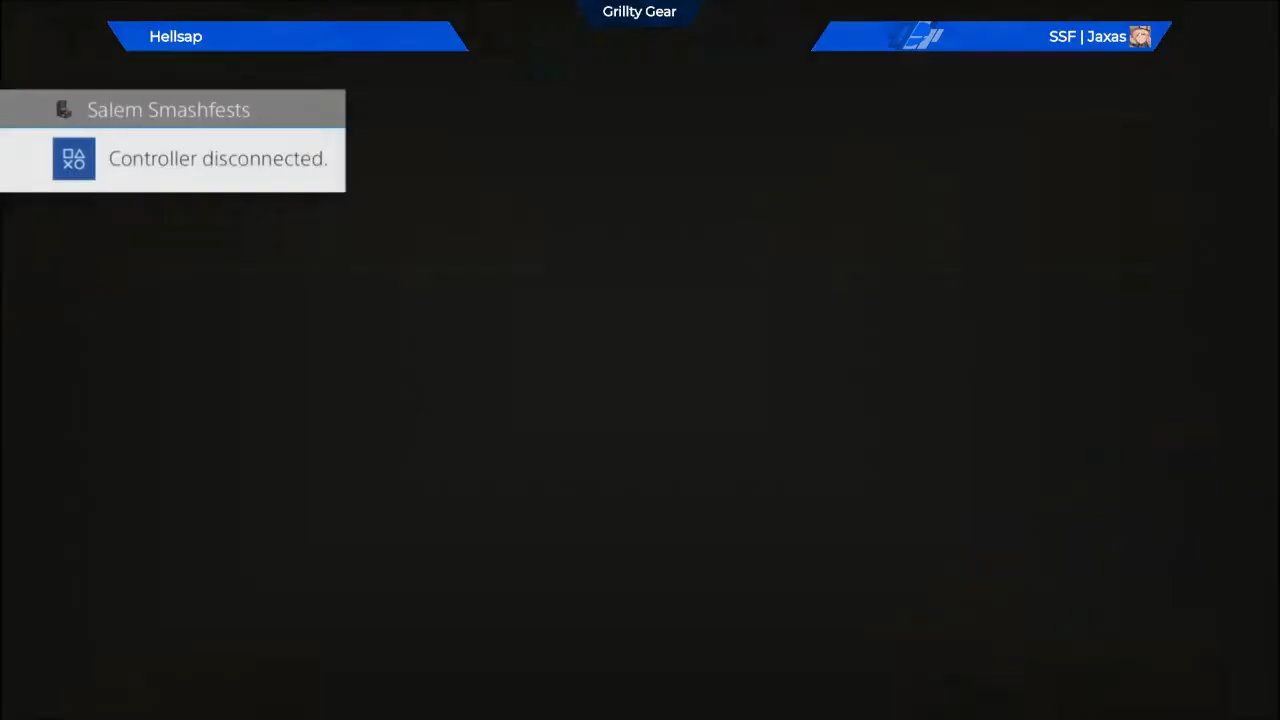 Grillty Gear
Hellsap
SSF | Jaxas
Salem Smashfests
Controller disconnected.